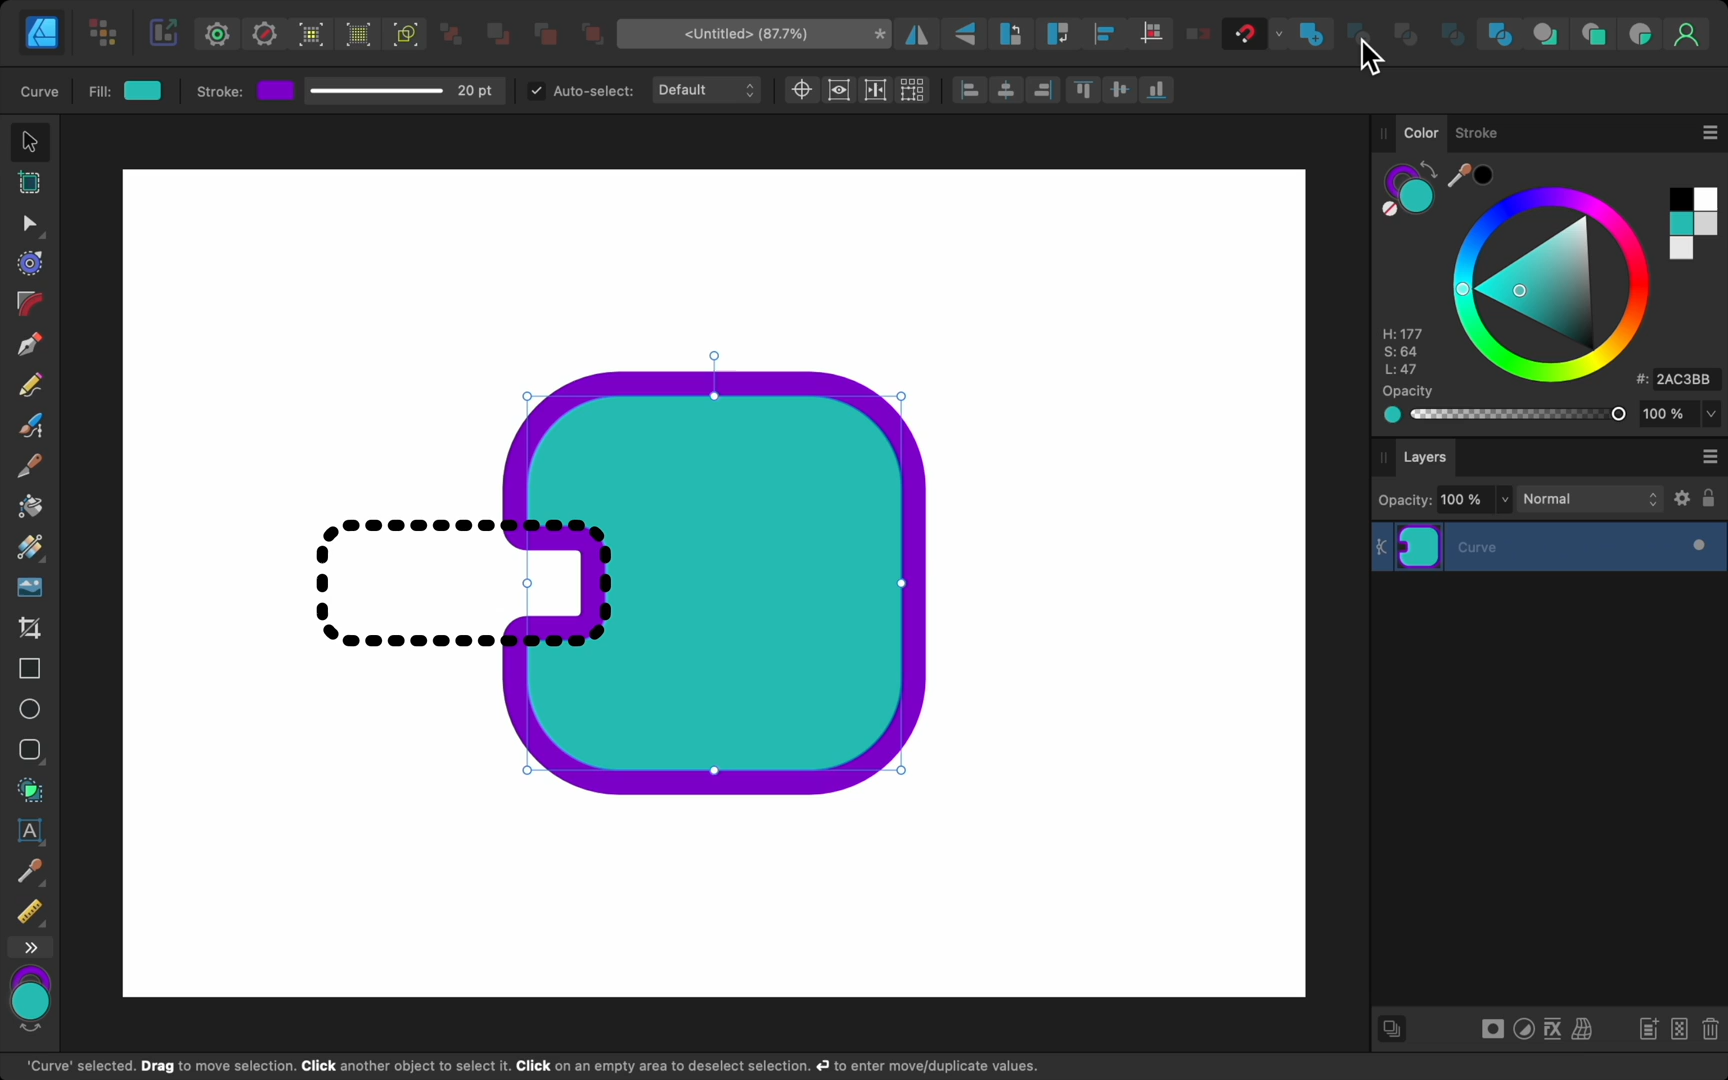 <Untitled> (87.7%)
*
Curve
Fill:
Stroke:
20 pt
Auto-select:
Default
Color
Stroke
H: 177
S: 64
L: 47
#: 2AC3BB
Opacity
100 %
Layers
Opacity: 100 %
Normal
Curve
A
FX
'Curve' selected. Drag to move selection. Click another object to select it. Click on an empty area to deselect selection. ↵ to enter move/duplicate values.